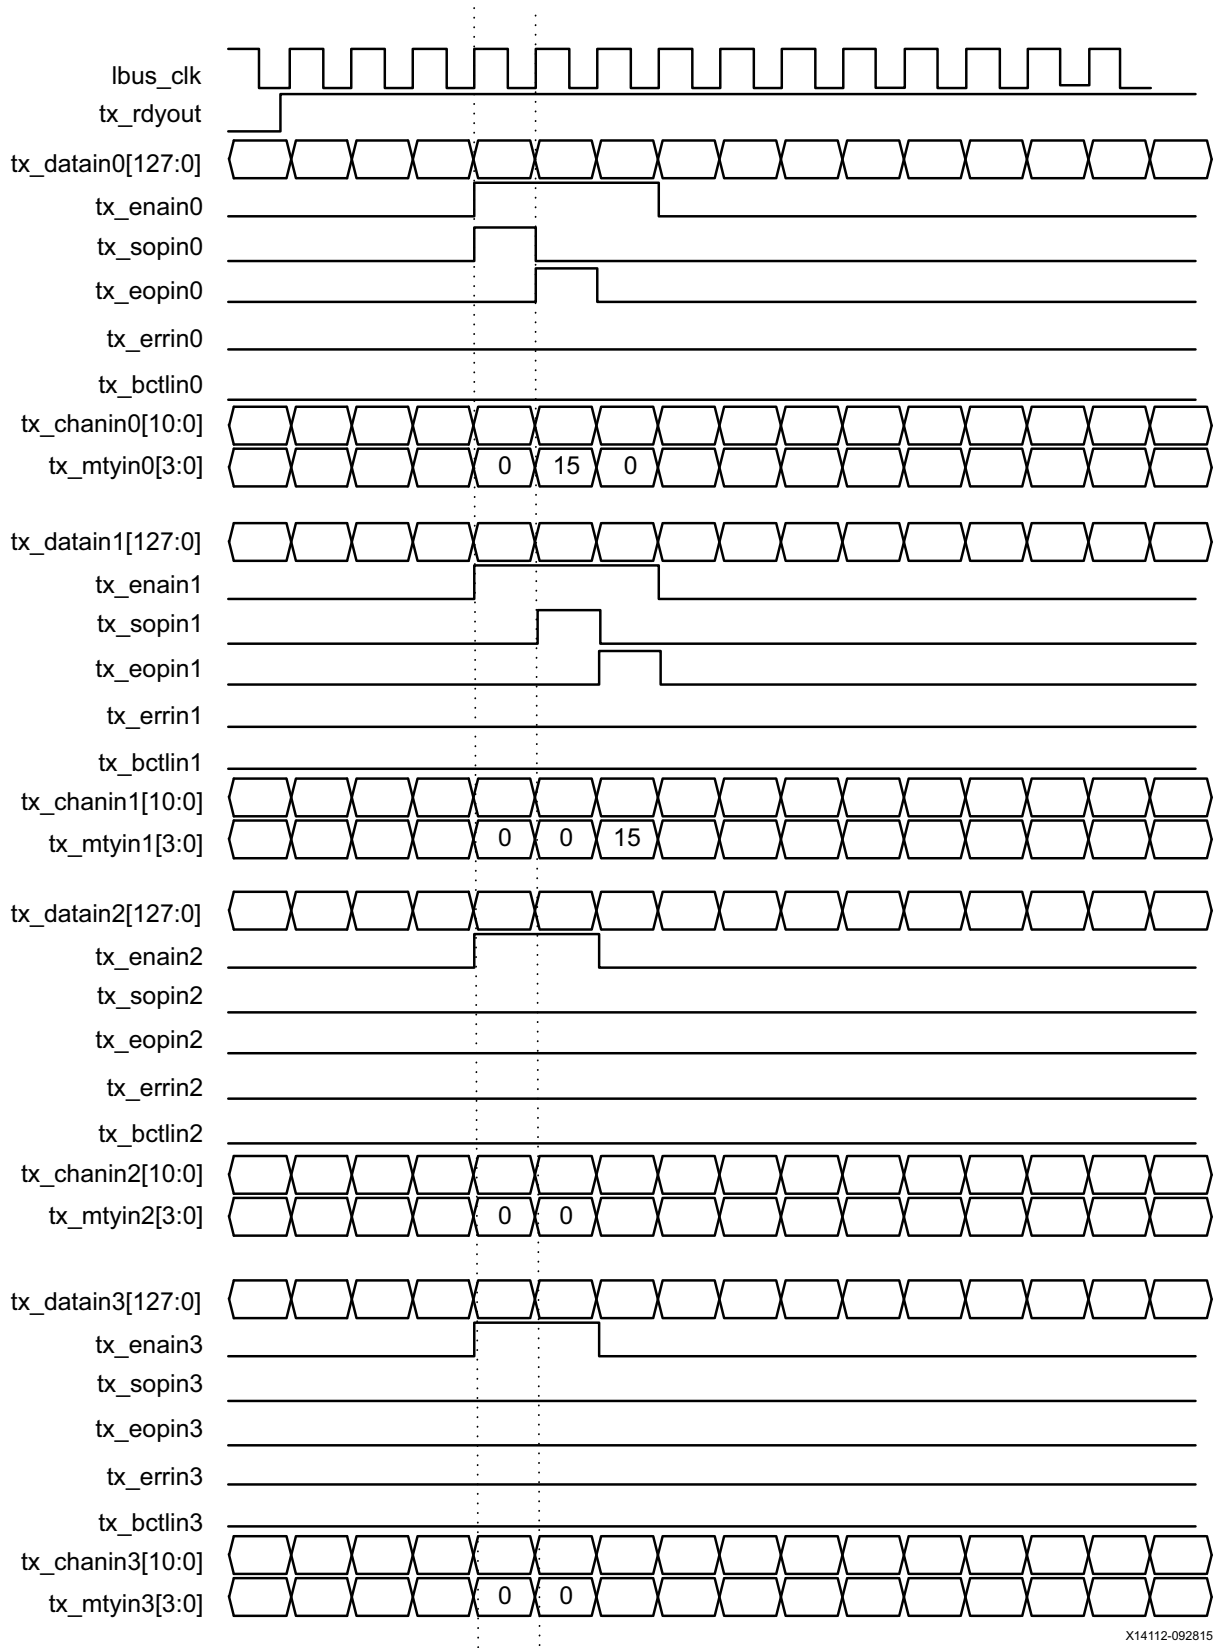 lbus_clk
tx_rdyout
tx_datain0[127:0]
tx_enain0
tx_sopin0
tx_eopin0
tx_errin0
tx_bctlin0
tx_chanin0[10:0]
tx_mtyin0[3:0] 0 15 0
tx_datain1[127:0]
tx_enain1
tx_sopin1
tx_eopin1
tx_errin1
tx_bctlin1
tx_chanin1[10:0]
tx_mtyin1[3:0] 0 0 15
tx_datain2[127:0]
tx_enain2
tx_sopin2
tx_eopin2
tx_errin2
tx_bctlin2
tx_chanin2[10:0]
tx_mtyin2[3:0] 0 0
tx_datain3[127:0]
tx_enain3
tx_sopin3
tx_eopin3
tx_errin3
tx_bctlin3
tx_chanin3[10:0]
tx_mtyin3[3:0] 0 0
X14112-092815